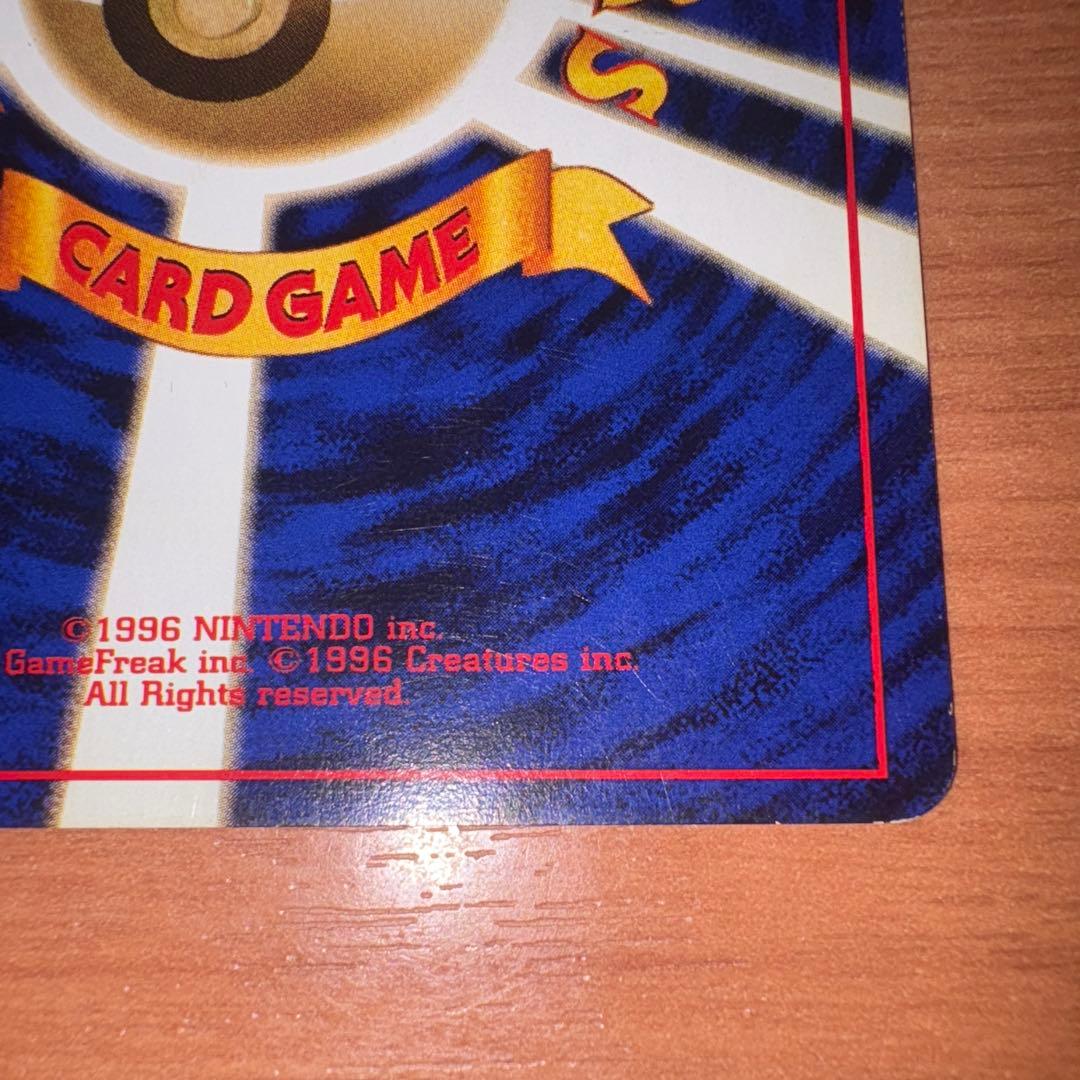 S
CARD GAME
©1996 NINTENDO inc.
GameFreak inc. ©1996 Creatures inc.
All Rights reserved.